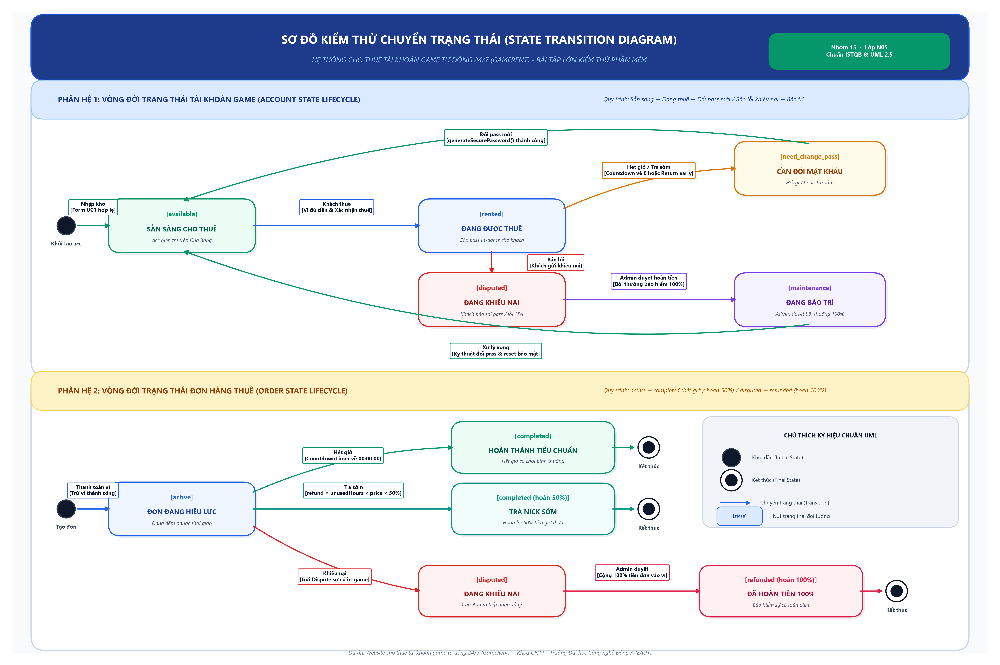 SƠ ĐỒ KIỂM THỬ CHUYỂN TRẠNG THÁI (STATE TRANSITION DIAGRAM)
HỆ THỐNG CHO THUÊ TÀI KHOẢN GAME TỰ ĐỘNG 24/7 (GAMERENT) - BÀI TẬP LỚN KIỂM THỬ PHẦN MỀM
Nhóm 15 · Lớp N05
Chuẩn ISTQB & UML 2.5
PHÂN HỆ 1: VÒNG ĐỜI TRẠNG THÁI TÀI KHOẢN GAME (ACCOUNT STATE LIFECYCLE)
Quy trình: Sẵn sàng → Đang thuê → Đổi pass mới / Báo lỗi khiếu nại → Bảo trì
Đổi pass mới
[generateSecurePassword() thành công]
Hết giờ / Trả sớm
[Countdown về 0 hoặc Return early]
[need_change_pass]
CẦN ĐỔI MẬT KHẨU
Hết giờ hoặc Trả sớm
Nhập kho
[Form UC1 hợp lệ]
Khởi tạo acc
[available]
SẴN SÀNG CHO THUÊ
Acc hiển thị trên Cửa hàng
Khách thuê
[Ví đủ tiền & Xác nhận thuê]
[rented]
ĐANG ĐƯỢC THUÊ
Cấp pass in-game cho khách
Báo lỗi
[Khách gửi khiếu nại]
[disputed]
ĐANG KHIẾU NẠI
Khách báo sai pass / lỗi 2FA
Admin duyệt hoàn tiền
[Bồi thường bảo hiểm 100%]
[maintenance]
ĐANG BẢO TRÌ
Admin duyệt bồi thường 100%
Xử lý xong
[Kỹ thuật đổi pass & reset bảo mật]
PHÂN HỆ 2: VÒNG ĐỜI TRẠNG THÁI ĐƠN HÀNG THUÊ (ORDER STATE LIFECYCLE)
Quy trình: active → completed (hết giờ / hoàn 50%) / disputed → refunded (hoàn 100%)
Thanh toán ví
[Trừ ví thành công]
Tạo đơn
[active]
ĐƠN ĐANG HIỆU LỰC
Đang đếm ngược thời gian
Hết giờ
[CountdownTimer về 00:00:00]
[completed]
HOÀN THÀNH TIÊU CHUẨN
Hết giờ ca chơi bình thường
Kết thúc
Trả sớm
[refund = unusedHours × price × 50%]
[completed (hoàn 50%)]
TRẢ NICK SỚM
Hoàn lại 50% tiền giờ thừa
Kết thúc
Khiếu nại
[Gửi Dispute sự cố in-game]
[disputed]
ĐANG KHIẾU NẠI
Chờ Admin tiếp nhận xử lý
Admin duyệt
[Cộng 100% tiền đơn vào ví]
[refunded (hoàn 100%)]
ĐÃ HOÀN TIỀN 100%
Bảo hiểm sự cố toàn diện
Kết thúc
CHÚ THÍCH KÝ HIỆU CHUẨN UML
Khởi đầu (Initial State)
Kết thúc (Final State)
Chuyển trạng thái (Transition)
[state]
Nút trạng thái đối tượng
Dự án: Website cho thuê tài khoản game tự động 24/7 (GameRent) · Khoa CNTT - Trường Đại học Công nghệ Đông Á (EAUT)